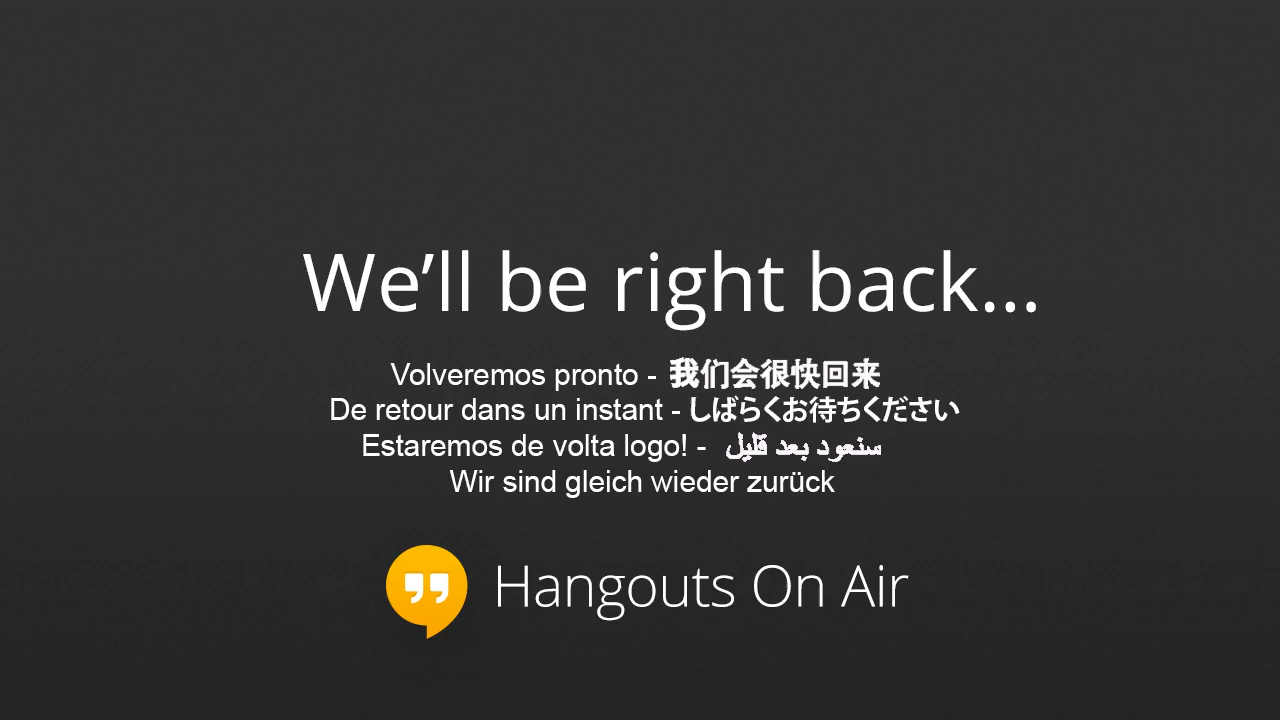 We’ll be right back...
Volveremos pronto - 我们会很快回来
De retour dans un instant - しばらくお待ちください
Estaremos de volta logo! - سنعود بعد قليل
Wir sind gleich wieder zurück
Hangouts On Air